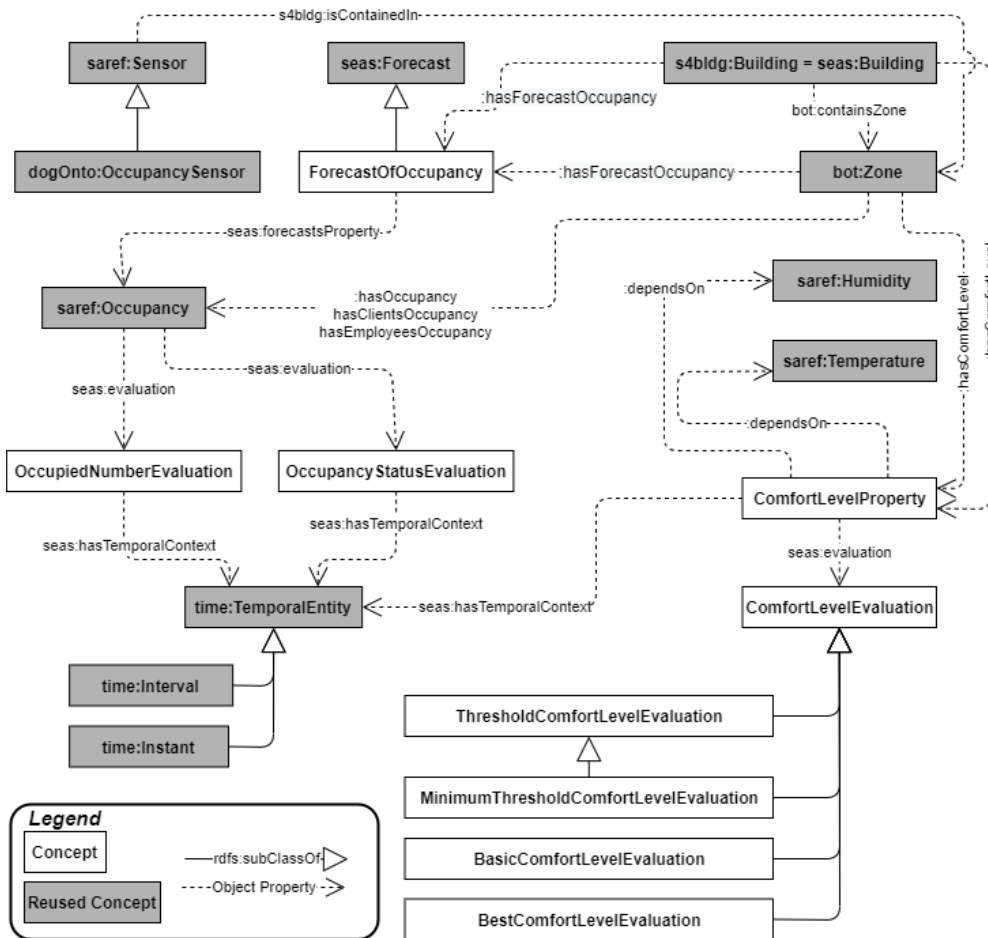 s4bldg:isContainedIn
saref:Sensor
seas:Forecast
s4bldg:Building = seas:Building
:hasForecastOccupancy
bot:containsZone
dogOnto:OccupancySensor
ForecastOfOccupancy
:hasForecastOccupancy
bot:Zone
seas:forecastsProperty
saref:Occupancy
:hasOccupancy
hasClientsOccupancy
hasEmployeesOccupancy
:dependsOn
saref:Humidity
:hasComfortLevel
saref:Temperature
seas:evaluation
seas:evaluation
:dependsOn
OccupiedNumberEvaluation
OccupancyStatusEvaluation
ComfortLevelProperty
seas:hasTemporalContext
seas:hasTemporalContext
seas:evaluation
time:TemporalEntity
seas:hasTemporalContext
ComfortLevelEvaluation
time:Interval
ThresholdComfortLevelEvaluation
time:Instant
MinimumThresholdComfortLevelEvaluation
BasicComfortLevelEvaluation
BestComfortLevelEvaluation
Legend
Concept
rdfs:subClassOf
Object Property
Reused Concept